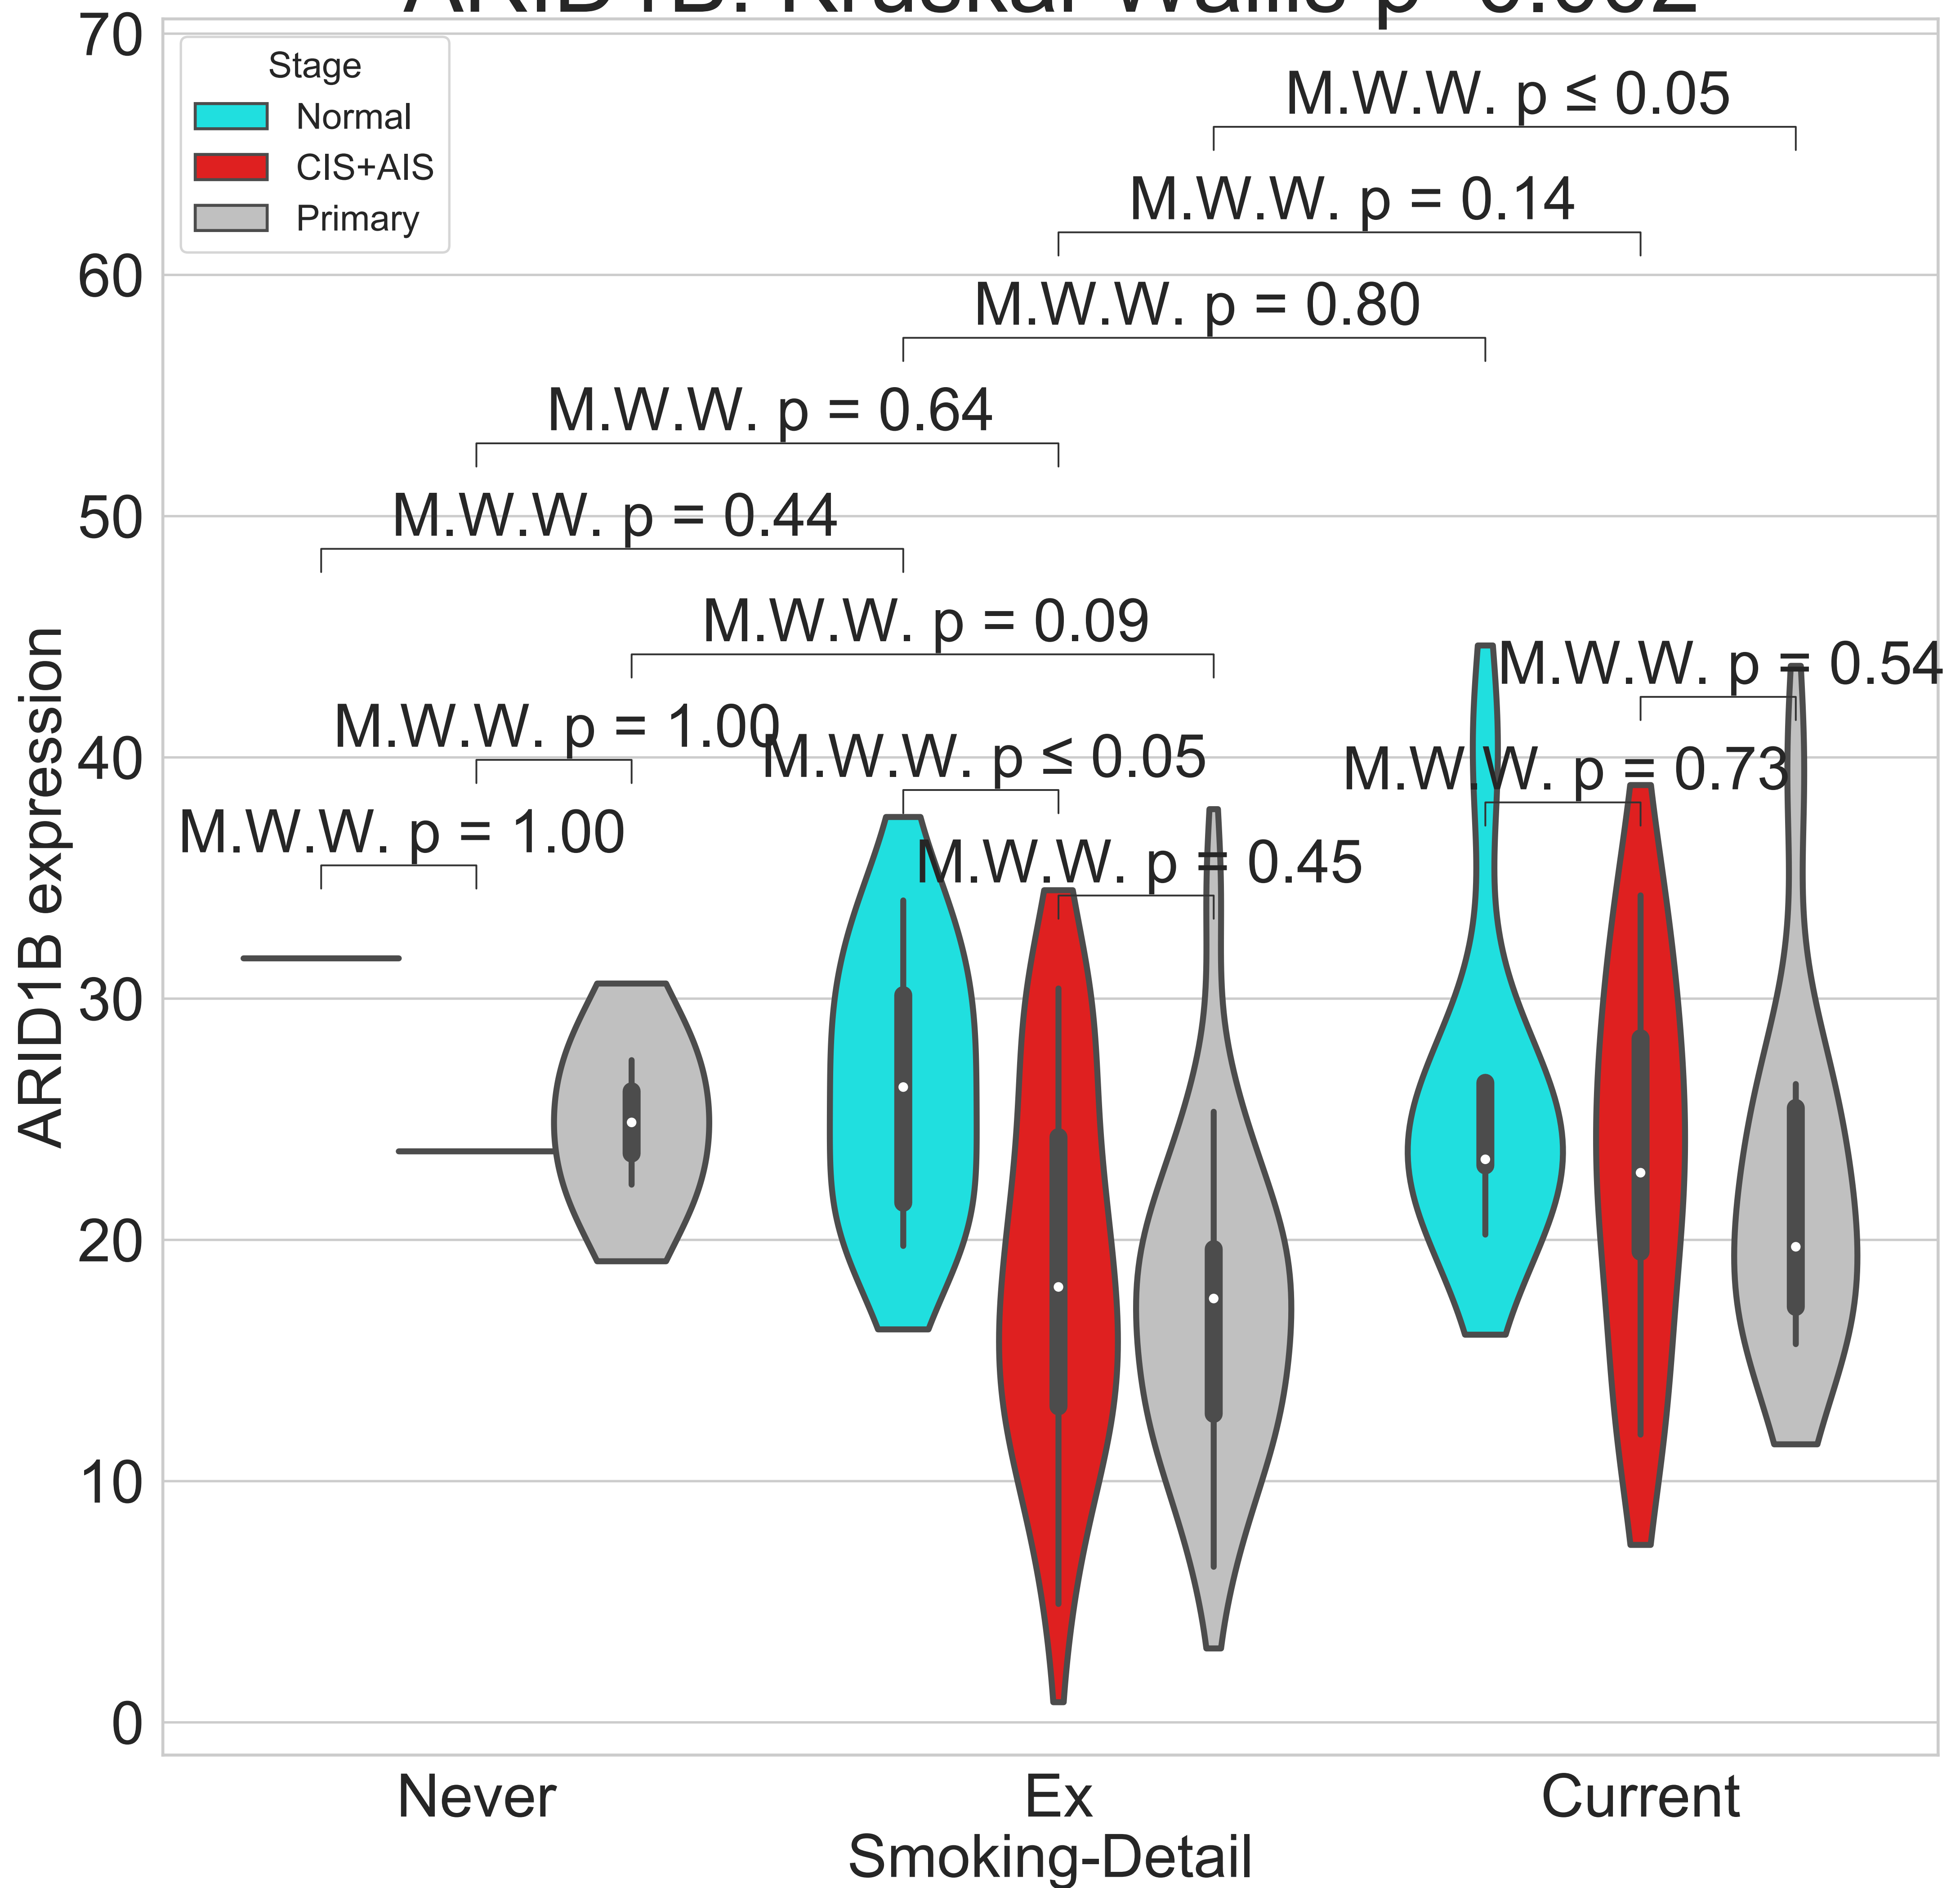 70
Stage
Normal
CIS+AIS
Primary
M.W.W. p ≤ 0.05
M.W.W. p = 0.14
60
M.W.W. p = 0.80
M.W.W. p = 0.64
50
M.W.W. p = 0.44
M.W.W. p = 0.09
M.W.W. p = 0.54
M.W.W. p = 1.00
40
M.W.W. p ≤ 0.05
M.W.W. p = 0.73
M.W.W. p = 1.00
M.W.W. p = 0.45
ARID1B expression
30
20
10
0
Never
Ex
Current
Smoking-Detail